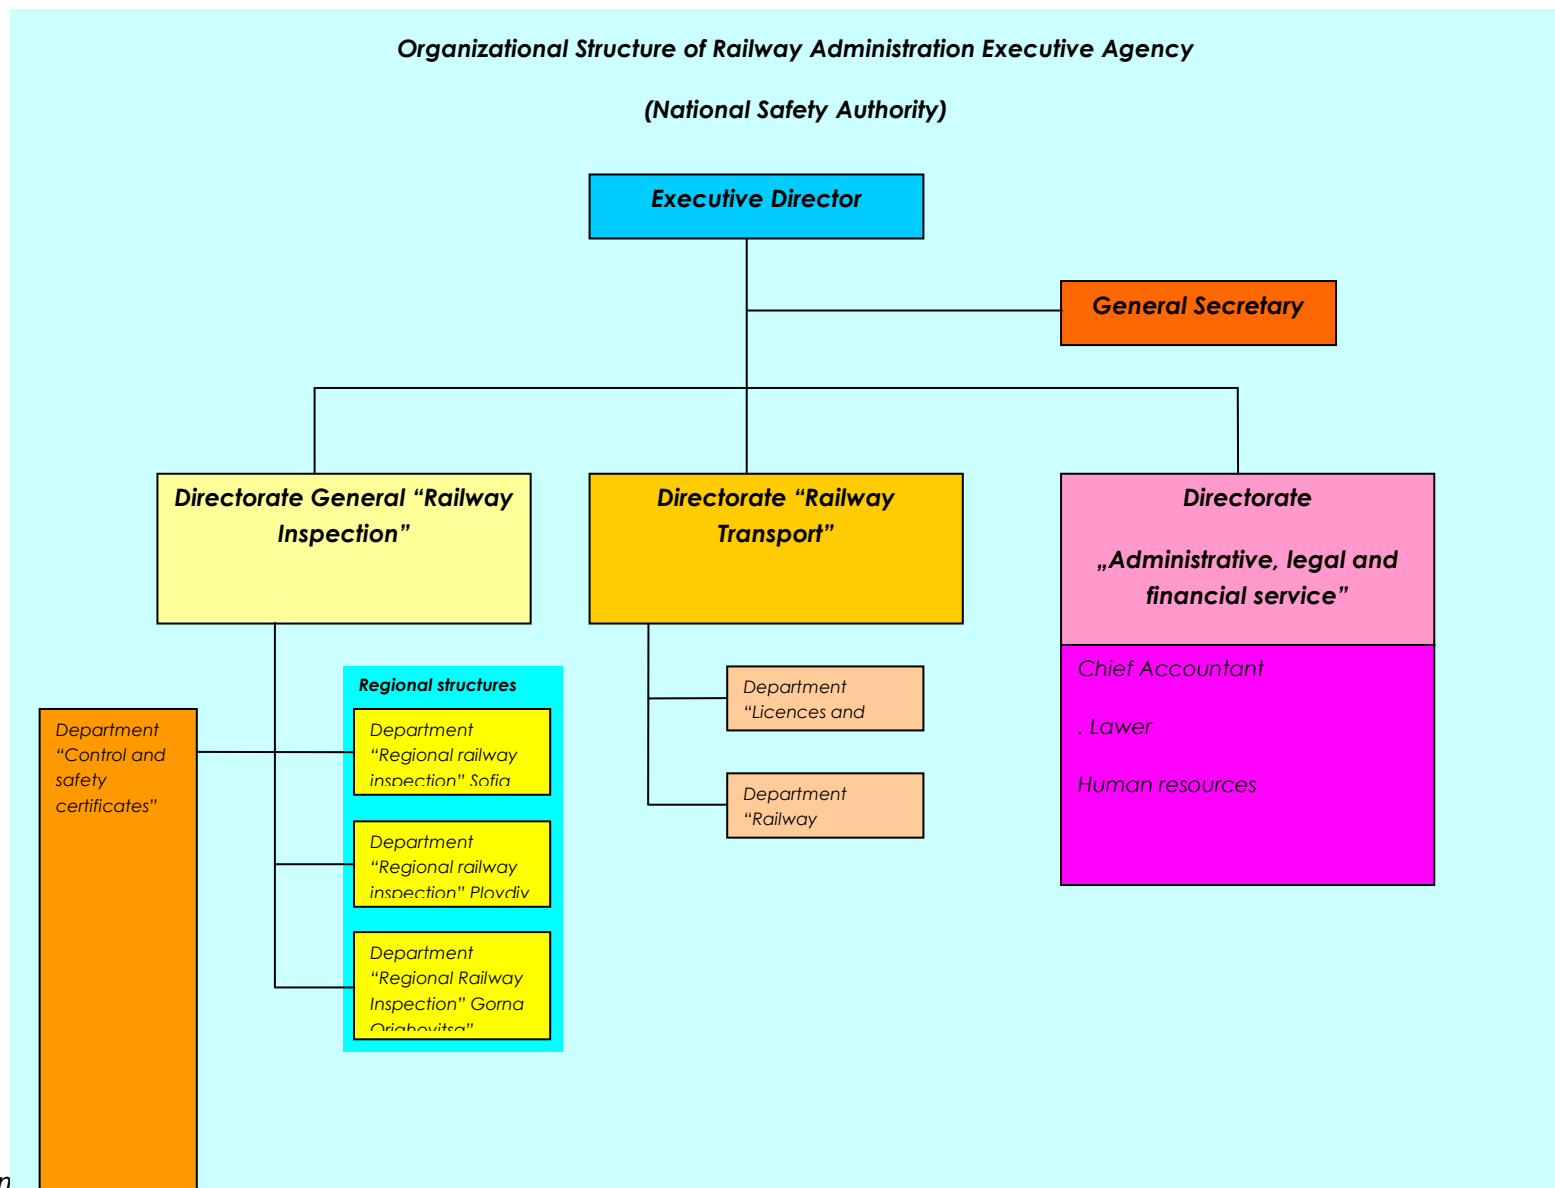 Organizational Structure of Railway Administration Executive Agency
(National Safety Authority)
Executive Director
General Secretary
Directorate General “Railway
Inspection”
Directorate “Railway
Transport”
Directorate
„Administrative, legal and
financial service”
Chief Accountant
. Lawer
Human resources
Regional structures
Department
“Control and
safety
certificates”
Department
“Regional railway
inspection” Sofia
Department
“Regional railway
inspection” Plovdiv
Department
“Regional Railway
Inspection” Gorna
Oriahovitsa”
Department
“Licences and
Department
“Railway